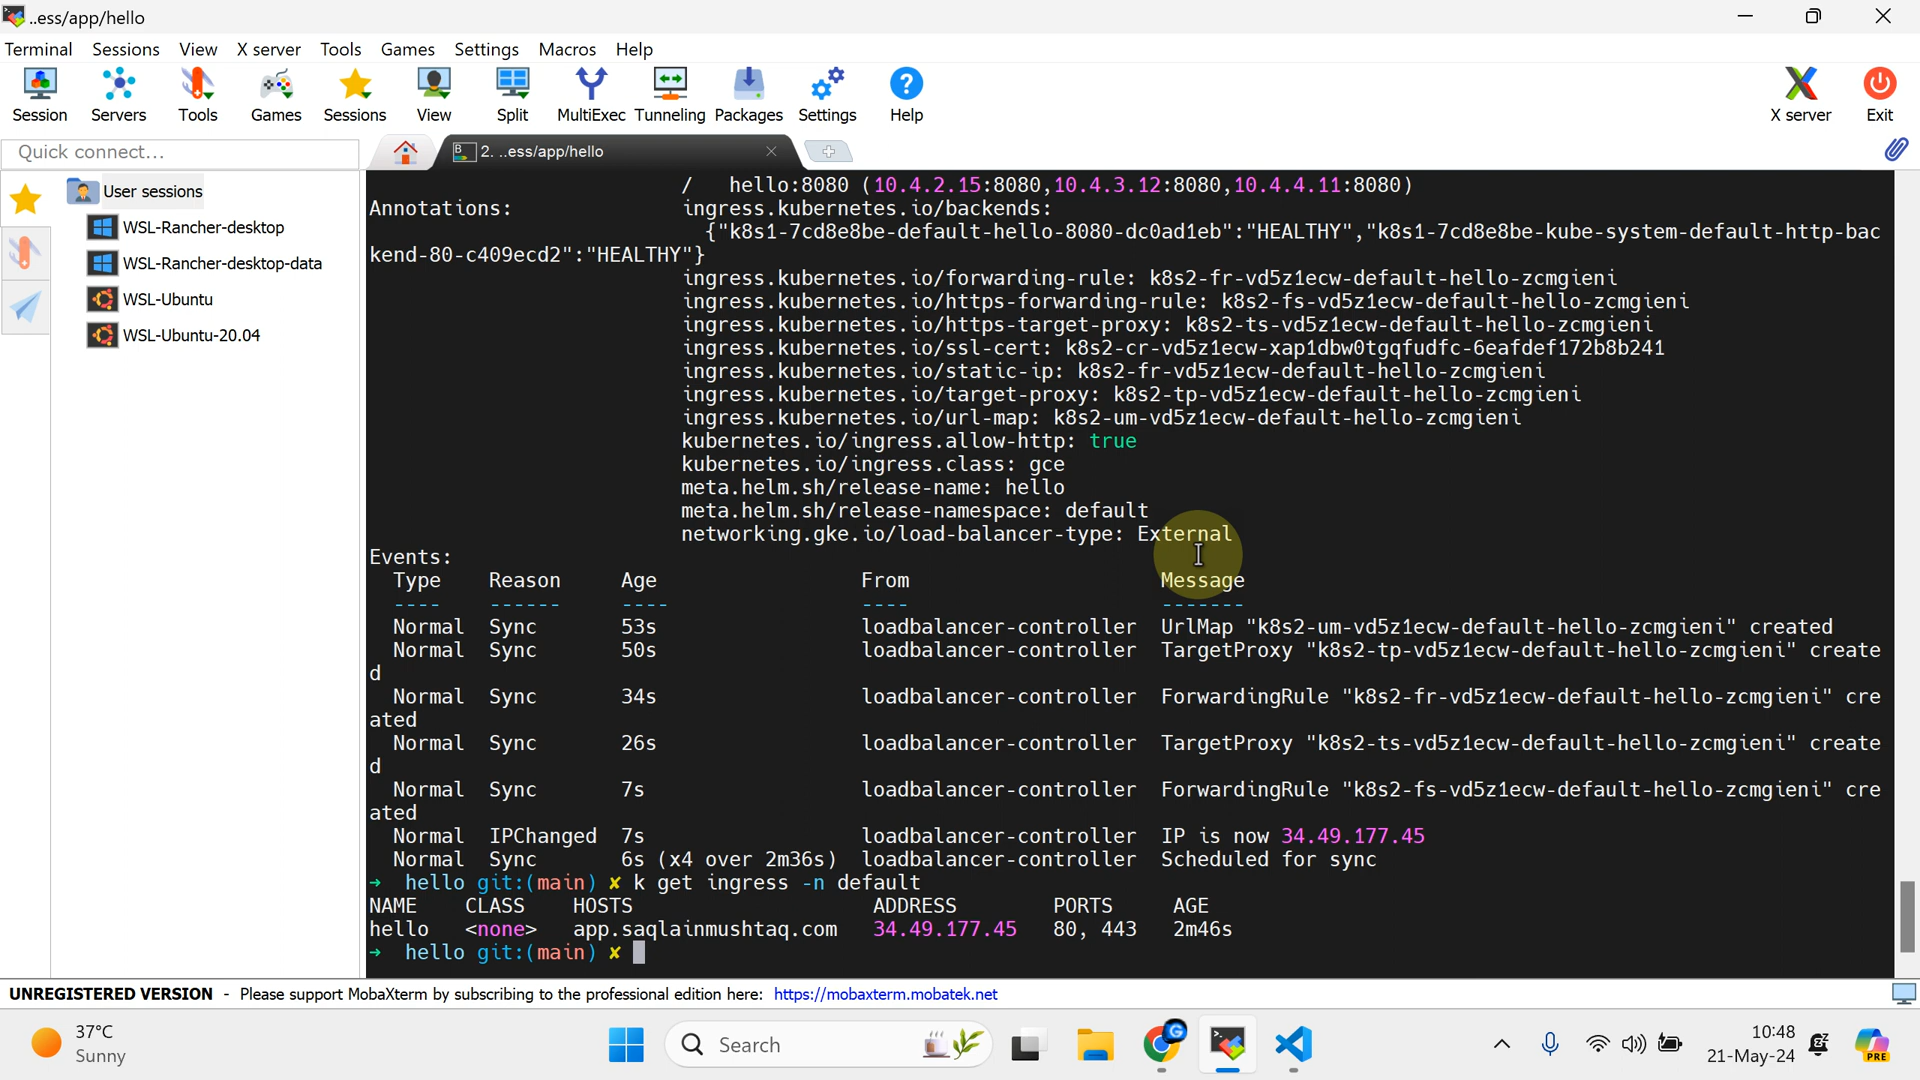 ..ess/app/hello
Terminal Sessions View X server Tools Games Settings Macros Help
Session Servers Tools Games Sessions View Split MultiExec Tunneling Packages Settings Help X server Exit
Quick connect...
2. ..ess/app/hello
User sessions
WSL-Rancher-desktop
WSL-Rancher-desktop-data
WSL-Ubuntu
WSL-Ubuntu-20.04
/ hello:8080 (10.4.2.15:8080,10.4.3.12:8080,10.4.4.11:8080)
Annotations: ingress.kubernetes.io/backends:
{"k8s1-7cd8e8be-default-hello-8080-dc0ad1eb":"HEALTHY","k8s1-7cd8e8be-kube-system-default-http-bac
kend-80-c409ecd2":"HEALTHY"}
ingress.kubernetes.io/forwarding-rule: k8s2-fr-vd5z1ecw-default-hello-zcmgieni
ingress.kubernetes.io/https-forwarding-rule: k8s2-fs-vd5z1ecw-default-hello-zcmgieni
ingress.kubernetes.io/https-target-proxy: k8s2-ts-vd5z1ecw-default-hello-zcmgieni
ingress.kubernetes.io/ssl-cert: k8s2-cr-vd5z1ecw-xap1dbw0tgqfudfc-6eafdef172b8b241
ingress.kubernetes.io/static-ip: k8s2-fr-vd5z1ecw-default-hello-zcmgieni
ingress.kubernetes.io/target-proxy: k8s2-tp-vd5z1ecw-default-hello-zcmgieni
ingress.kubernetes.io/url-map: k8s2-um-vd5z1ecw-default-hello-zcmgieni
kubernetes.io/ingress.allow-http: true
kubernetes.io/ingress.class: gce
meta.helm.sh/release-name: hello
meta.helm.sh/release-namespace: default
networking.gke.io/load-balancer-type: External
Events:
Type Reason Age From Message
---- ------ ---- ---- -------
Normal Sync 53s loadbalancer-controller UrlMap "k8s2-um-vd5z1ecw-default-hello-zcmgieni" created
Normal Sync 50s loadbalancer-controller TargetProxy "k8s2-tp-vd5z1ecw-default-hello-zcmgieni" create
d
Normal Sync 34s loadbalancer-controller ForwardingRule "k8s2-fr-vd5z1ecw-default-hello-zcmgieni" cre
ated
Normal Sync 26s loadbalancer-controller TargetProxy "k8s2-ts-vd5z1ecw-default-hello-zcmgieni" create
d
Normal Sync 7s loadbalancer-controller ForwardingRule "k8s2-fs-vd5z1ecw-default-hello-zcmgieni" cre
ated
Normal IPChanged 7s loadbalancer-controller IP is now 34.49.177.45
Normal Sync 6s (x4 over 2m36s) loadbalancer-controller Scheduled for sync
➜ hello git:(main) ✗ k get ingress -n default
NAME CLASS HOSTS ADDRESS PORTS AGE
hello <none> app.saqlainmushtaq.com 34.49.177.45 80, 443 2m46s
➜ hello git:(main) ✗
UNREGISTERED VERSION - Please support MobaXterm by subscribing to the professional edition here: https://mobaxterm.mobatek.net
37°C
Sunny
Search
10:48
21-May-24
PRE